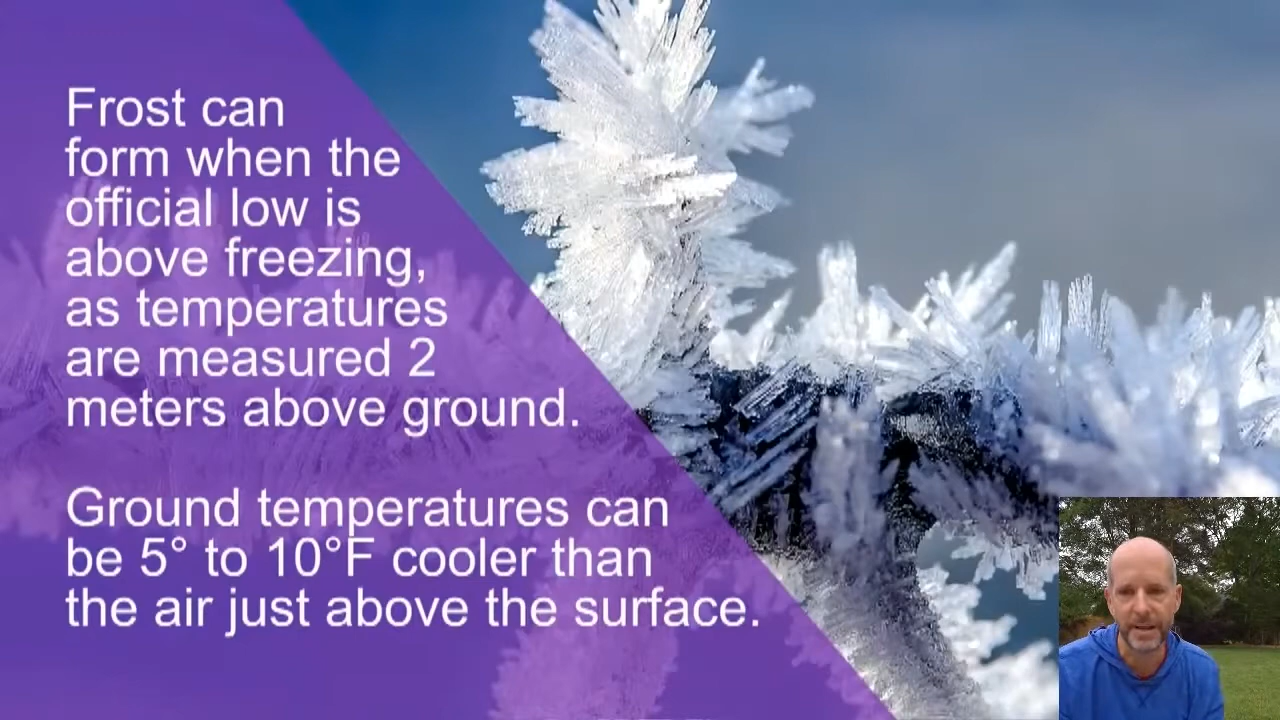 Frost can
form when the
official low is
above freezing,
as temperatures
are measured 2
meters above ground.
Ground temperatures can
be 5° to 10°F cooler than
the air just above the surface.